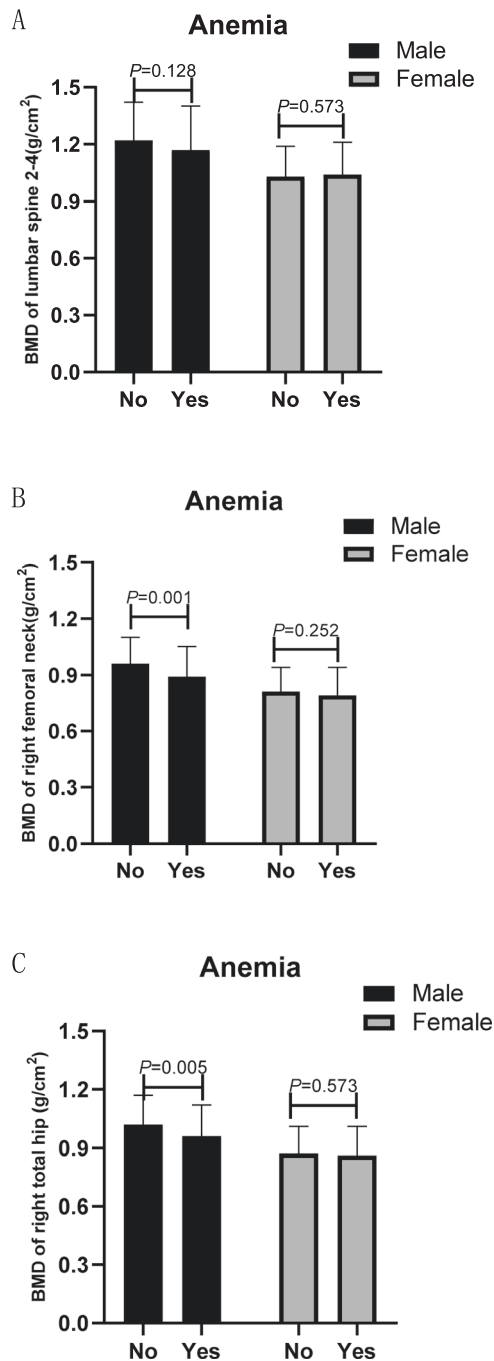 A
Anemia
Male
Female
P=0.128
P=0.573
BMD of lumbar spine 2-4(g/cm²)
1.5
1.2
0.9
0.6
0.3
0.0
No Yes No Yes
B
Anemia
Male
Female
P=0.001
P=0.252
BMD of right femoral neck(g/cm²)
1.5
1.2
0.9
0.6
0.3
0.0
No Yes No Yes
C
Anemia
Male
Female
P=0.005
P=0.573
BMD of right total hip (g/cm²)
1.5
1.2
0.9
0.6
0.3
0.0
No Yes No Yes